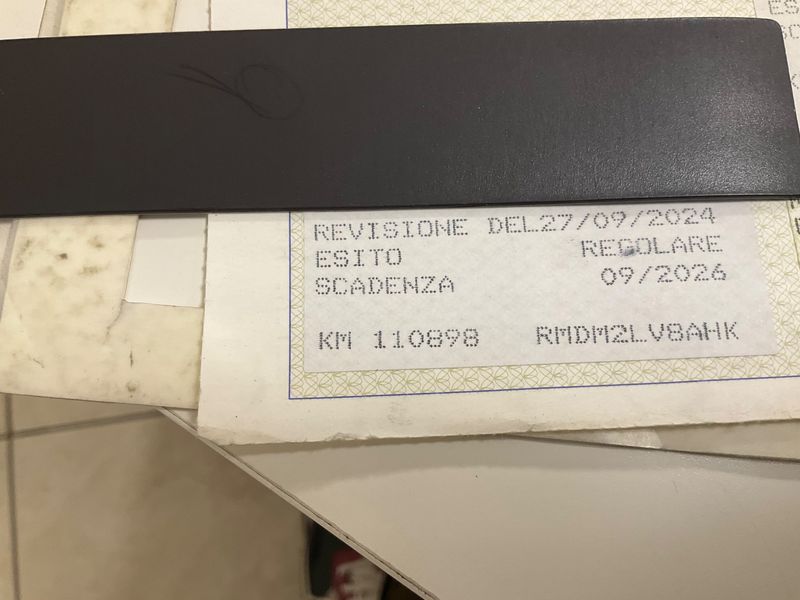 REVISIONE DEL27/09/2024
ESITO REGOLARE
SCADENZA 09/2026
KM 110898 RMDM2LV8AHK